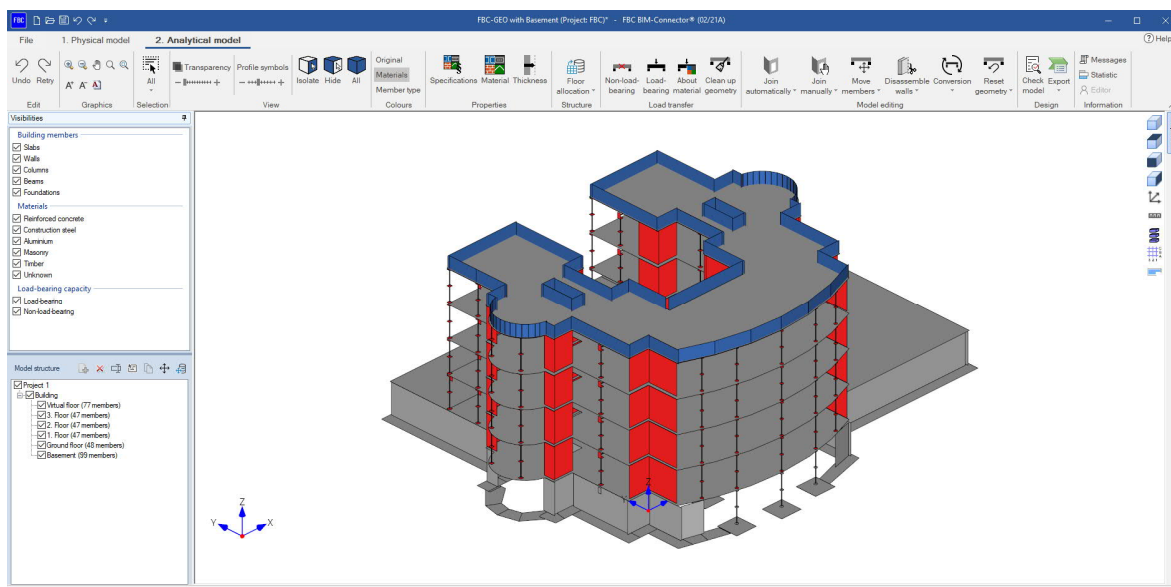 FBC FBC-GEO with Basement (Project: FBC)* - FBC BIM-Connector® (02/21A)
File 1. Physical model 2. Analytical model Help
Undo Retry
Edit
A+ A- A
Graphics
All
Selection
Transparency Profile symbols
Isolate Hide All
View
Original
Materials
Member type
Colours
Specifications Material Thickness
Properties
Floor allocation
Structure
Non-load-bearing Load-bearing About material Clean up geometry
Load transfer
Join automatically Join manually Move members Disassemble walls Conversion Reset geometry
Model editing
Check model Export
Design
Messages
Statistic
Editor
Information
Visibilities
Building members
Slabs
Walls
Columns
Beams
Foundations
Materials
Reinforced concrete
Construction steel
Aluminium
Masonry
Timber
Unknown
Load-bearing capacity
Load-bearing
Non-load-bearing
Model structure
Project 1
Building
Virtual floor (77 members)
3. Floor (47 members)
2. Floor (47 members)
1. Floor (47 members)
Ground floor (48 members)
Basement (99 members)
Z
Y X
Z
Y X